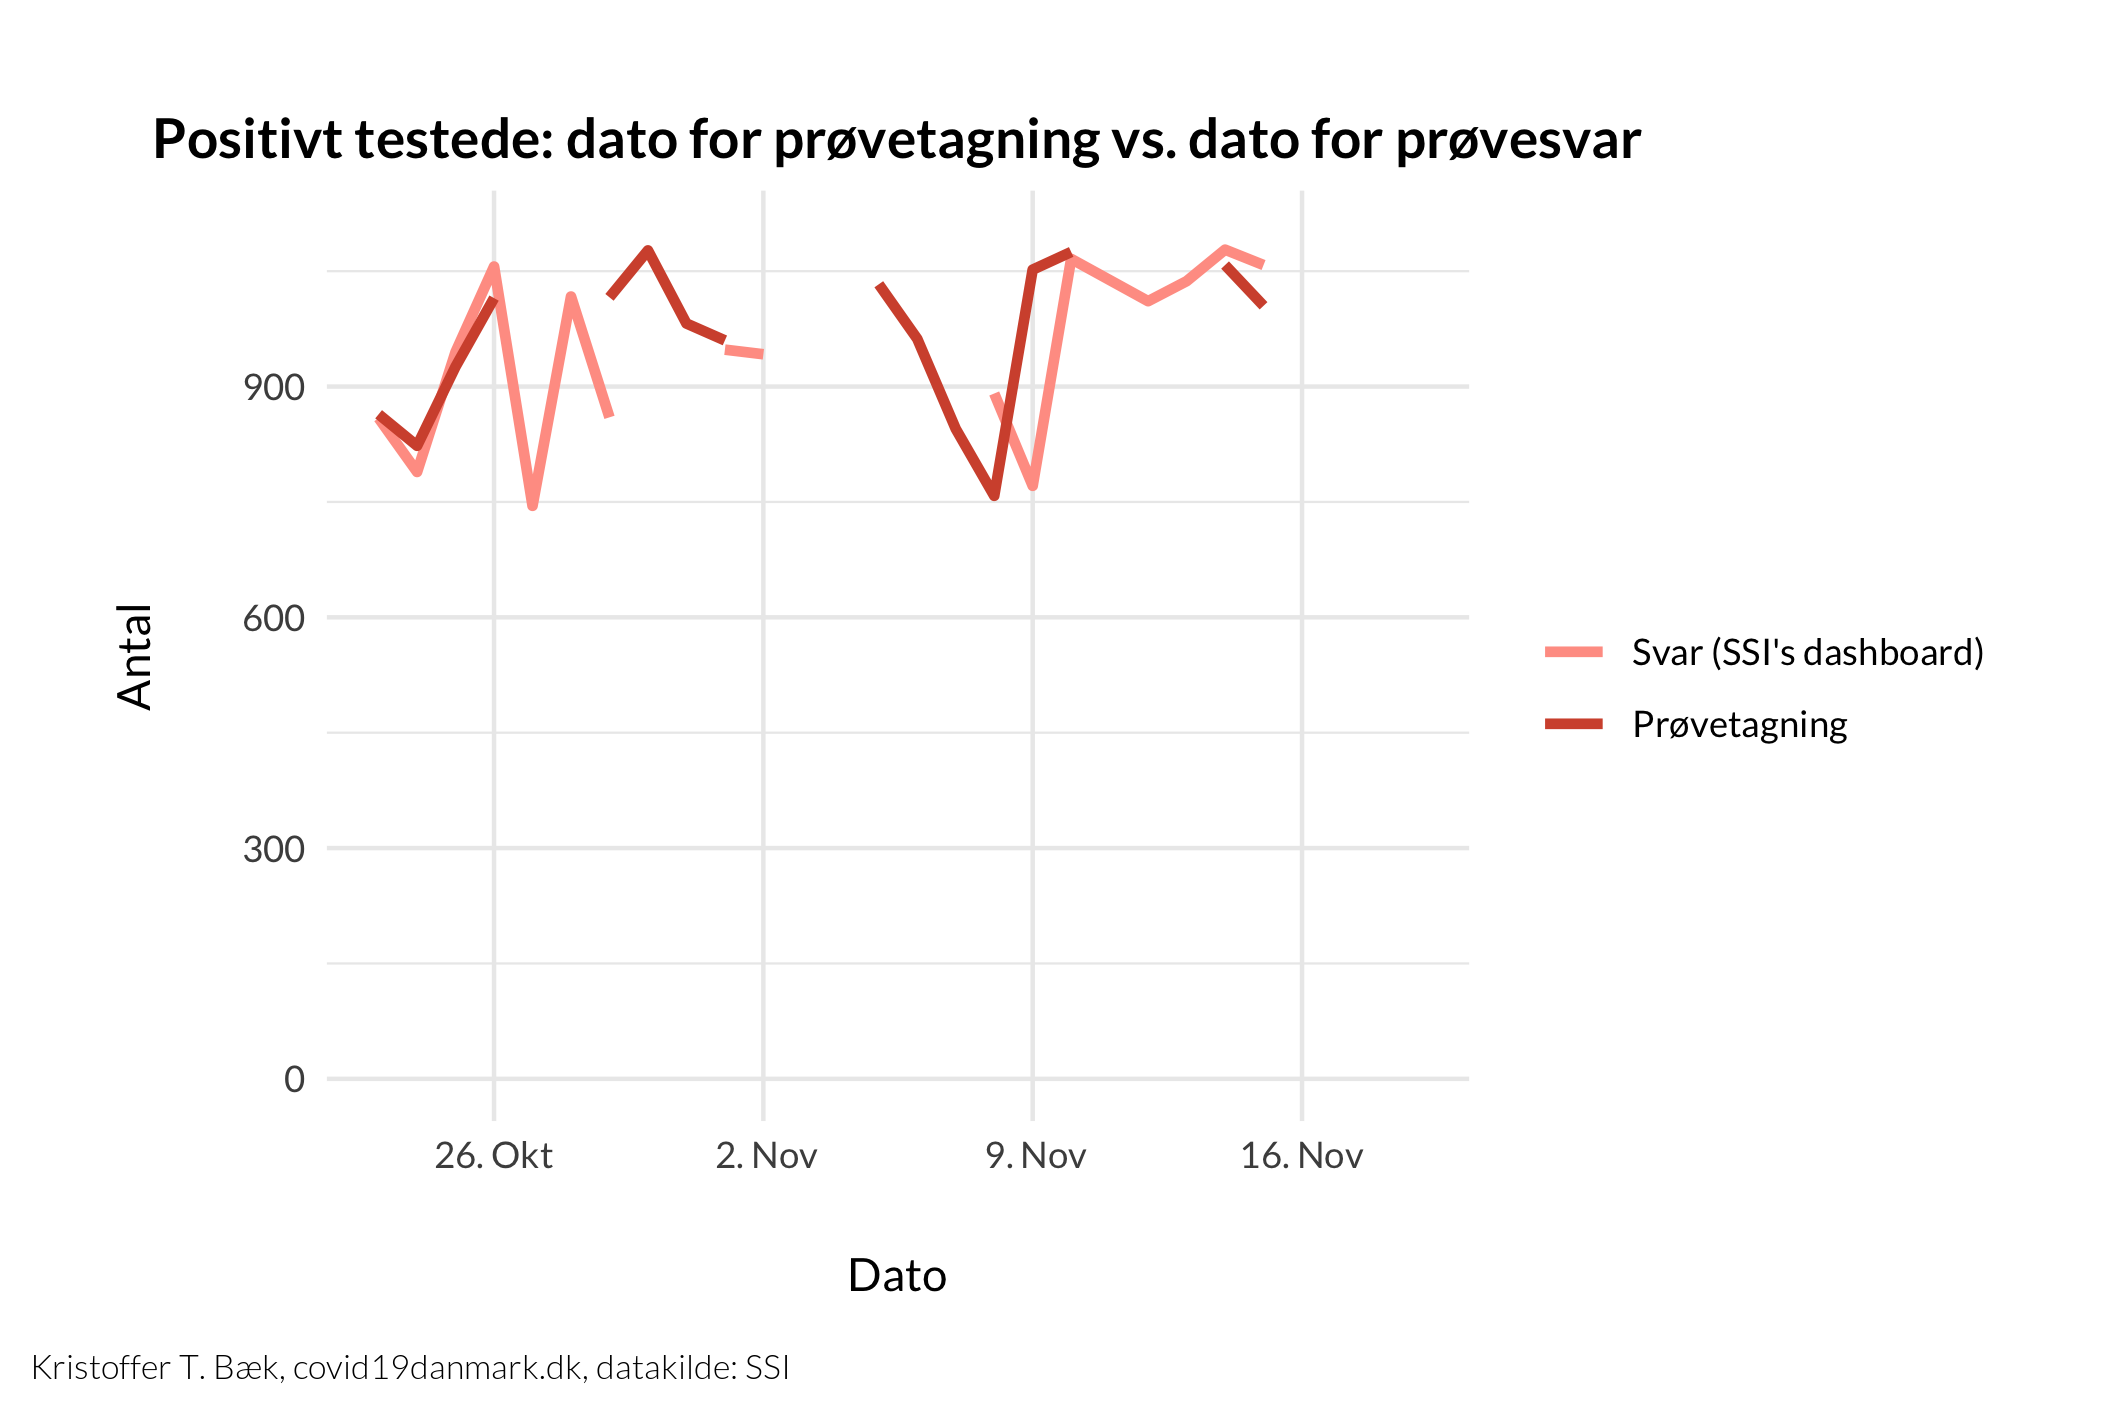 Positivt testede: dato for prøvetagning vs. dato for prøvesvar
900
600
300
0
Antal
26. Okt
2. Nov
9. Nov
16. Nov
Dato
Svar (SSI's dashboard)
Prøvetagning
Kristoffer T. Bæk, covid19danmark.dk, datakilde: SSI